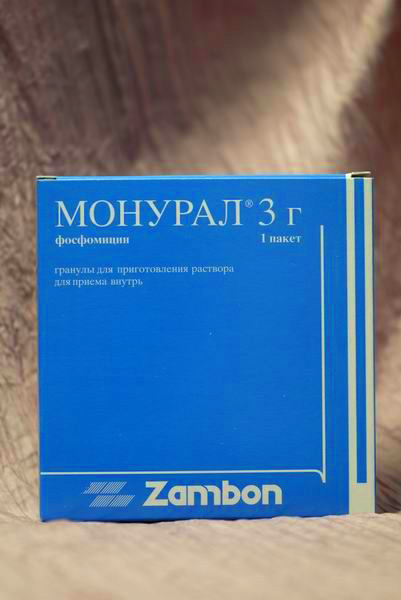 МОНУРАЛ® 3 г
фосфомицин 1 пакет
гранулы для приготовления раствора
для приема внутрь
Zambon